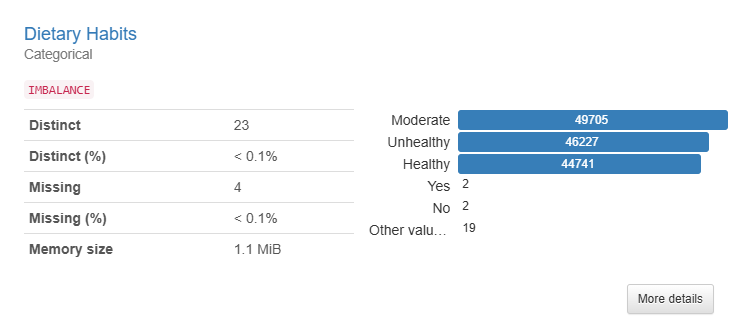 Dietary Habits
Categorical
IMBALANCE
Distinct 23
Distinct (%) < 0.1%
Missing 4
Missing (%) < 0.1%
Memory size 1.1 MiB
Moderate 49705
Unhealthy 46227
Healthy 44741
Yes 2
No 2
Other valu... 19
More details